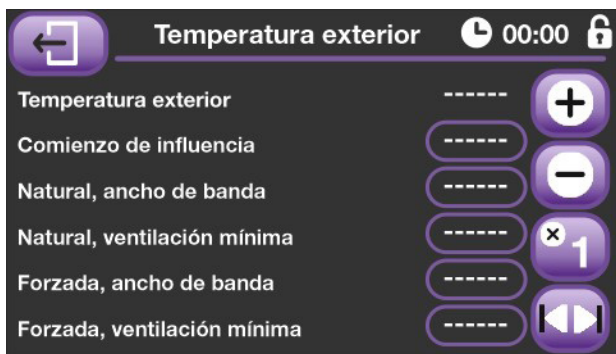 Temperatura exterior 00:00
Temperatura exterior ------
Comienzo de influencia ------
Natural, ancho de banda ------
Natural, ventilación mínima ------
Forzada, ancho de banda ------
Forzada, ventilación mínima ------
+
−
×1